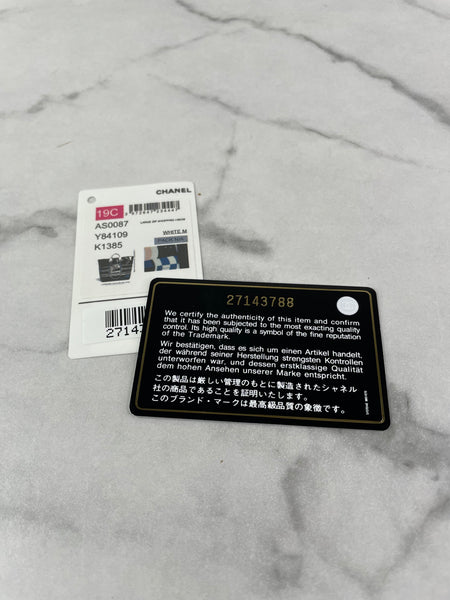 CHANEL
19C
AS0087
Y84109
K1385
WHITE M
2714
27143788
We certify the authenticity of this item and confirm
that it has been subjected to the most exacting quality
control. Its high quality is a symbol of the fine reputation
of the Trademark.
Wir bestätigen, dass es sich um einen Artikel handelt,
der während seiner Herstellung strengsten Kontrollen
unterworfen war, und dessen erstklassige Qualität
dem hohen Ansehen unserer Marke entspricht.
この製品は厳しい管理のもとに製造されたシャネル
社の商品であることを証明いたします。
このブランド・マークは最高級品質の象徴です。